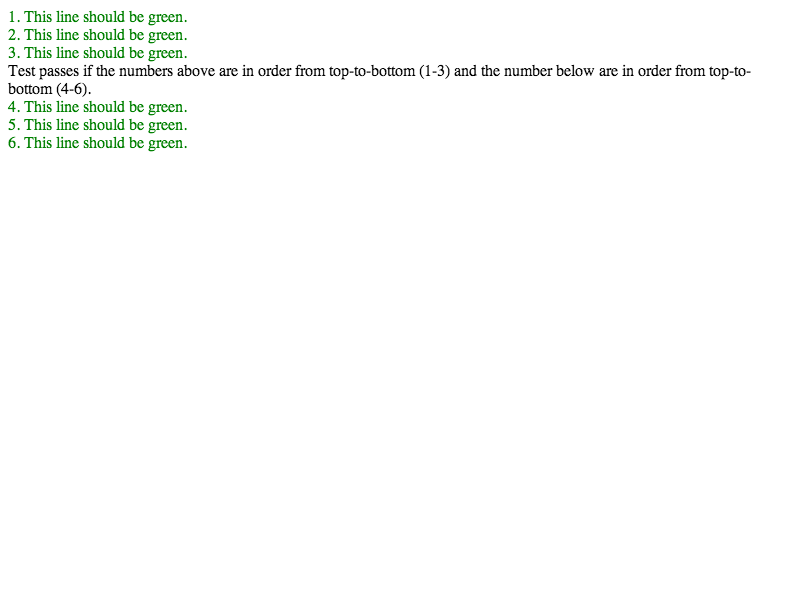 1. This line should be green.
2. This line should be green.
3. This line should be green.
Test passes if the numbers above are in order from top-to-bottom (1-3) and the number below are in order from top-to-
bottom (4-6).
4. This line should be green.
5. This line should be green.
6. This line should be green.